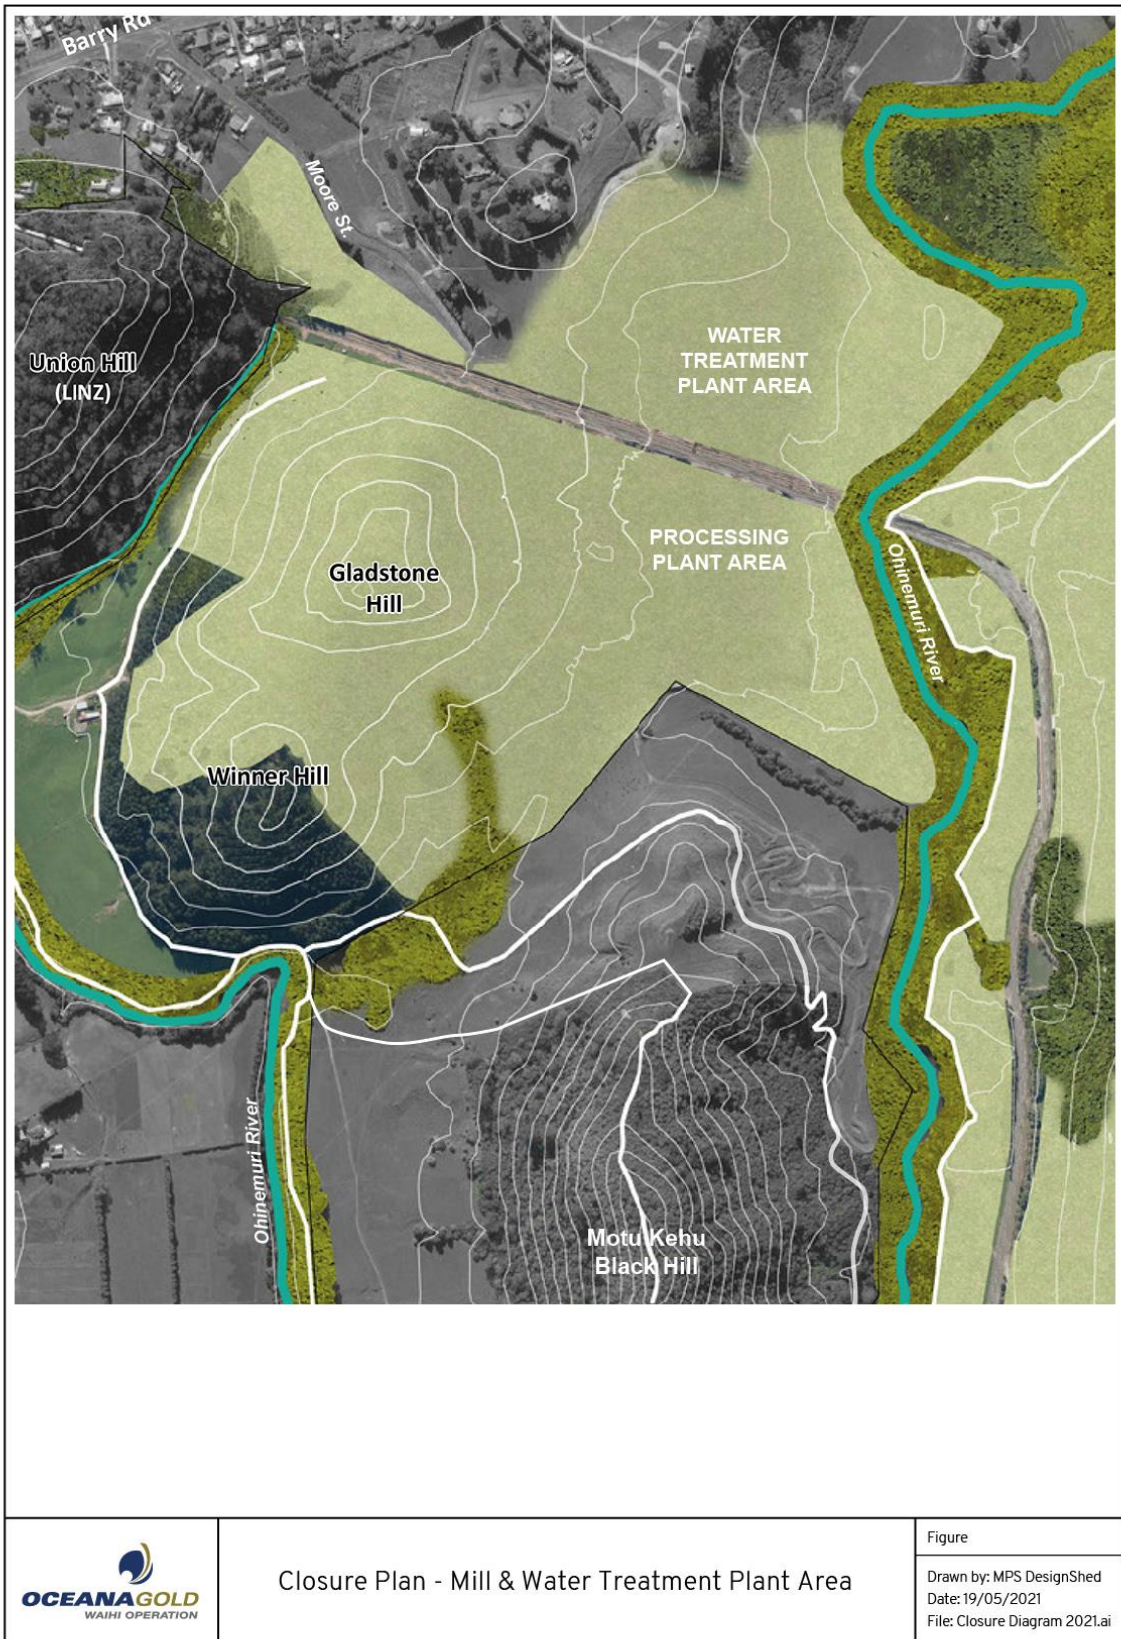 Barry Rd
Moore St.
Union Hill
(LINZ)
WATER
TREATMENT
PLANT AREA
PROCESSING
PLANT AREA
Gladstone
Hill
Ohinemuri River
Winner Hill
Ohinemuri River
Motu Kehu
Black Hill
OCEANAGOLD
WAIHI OPERATION
Closure Plan - Mill & Water Treatment Plant Area
Figure
Drawn by: MPS DesignShed
Date: 19/05/2021
File: Closure Diagram 2021.ai